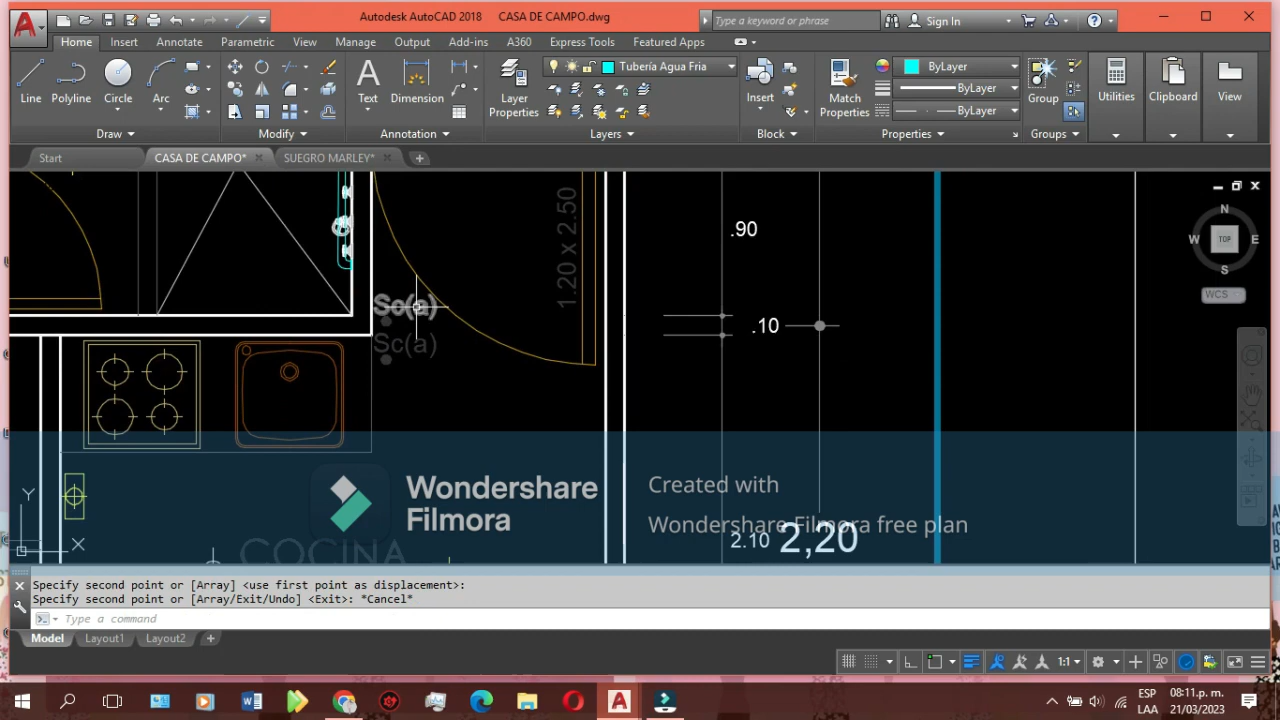 Autodesk AutoCAD 2018 CASA DE CAMPO.dwg
Type a keyword or phrase
Sign In
Home Insert Annotate Parametric View Manage Output Add-ins A360 Express Tools Featured Apps
Line Polyline Circle Arc
Text Dimension
Layer Properties
Tubería Agua Fria
Insert
Match Properties
ByLayer
ByLayer
ByLayer
Group
Utilities
Clipboard
View
Draw Modify Annotation Layers Block Properties Groups
Start CASA DE CAMPO* SUEGRO MARLEY*
N
W TOP E
S
WCS
1.20 x 2.50
.90
Sc(a)
.10
Sc(a)
Y
X
COCINA
Wondershare
Filmora
Created with
Wondershare Filmora free plan
2.10 2,20
Specify second point or [Array] <use first point as displacement>:
Specify second point or [Array/Exit/Undo] <Exit>: *Cancel*
Type a command
Model Layout1 Layout2
1:1
ESP 08:11p. m.
LAA 21/03/2023